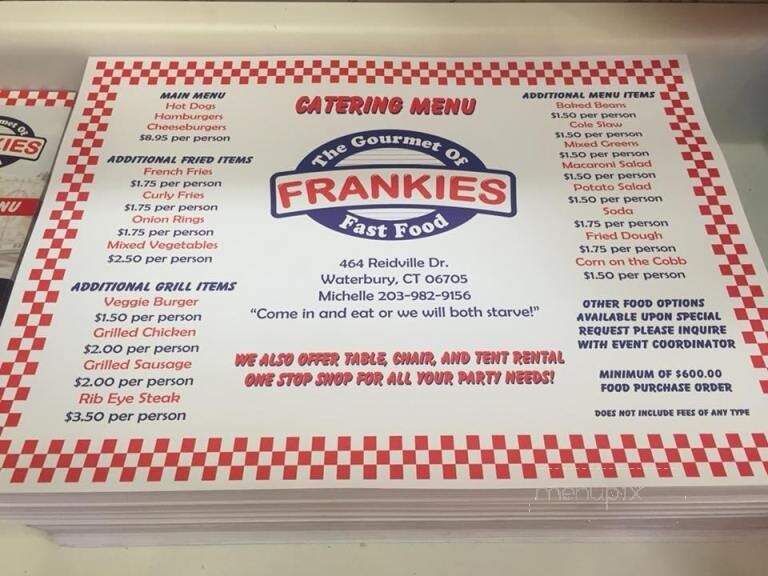 MAIN MENU
Hot Dogs
Hamburgers
Cheeseburgers
$8.95 per person
ADDITIONAL FRIED ITEMS
French Fries
$1.75 per person
Curly Fries
$1.75 per person
Onion Rings
$1.75 per person
Mixed Vegetables
$2.50 per person
ADDITIONAL GRILL ITEMS
Veggie Burger
$1.50 per person
Grilled Chicken
$2.00 per person
Grilled Sausage
$2.00 per person
Rib Eye Steak
$3.50 per person
CATERING MENU
The Gourmet Of
FRANKIES
Fast Food
464 Reidville Dr.
Waterbury, CT 06705
Michelle 203-982-9156
"Come in and eat or we will both starve!"
WE ALSO OFFER TABLE, CHAIR, AND TENT RENTAL
ONE STOP SHOP FOR ALL YOUR PARTY NEEDS!
ADDITIONAL MENU ITEMS
Baked Beans
$1.50 per person
Cole Slaw
$1.50 per person
Mixed Greens
$1.50 per person
Macaroni Salad
$1.50 per person
Potato Salad
$1.50 per person
Soda
$1.75 per person
Fried Dough
$1.75 per person
Corn on the Cobb
$1.50 per person
OTHER FOOD OPTIONS
AVAILABLE UPON SPECIAL
REQUEST PLEASE INQUIRE
WITH EVENT COORDINATOR
MINIMUM OF $600.00
FOOD PURCHASE ORDER
DOES NOT INCLUDE FEES OF ANY TYPE
menupix